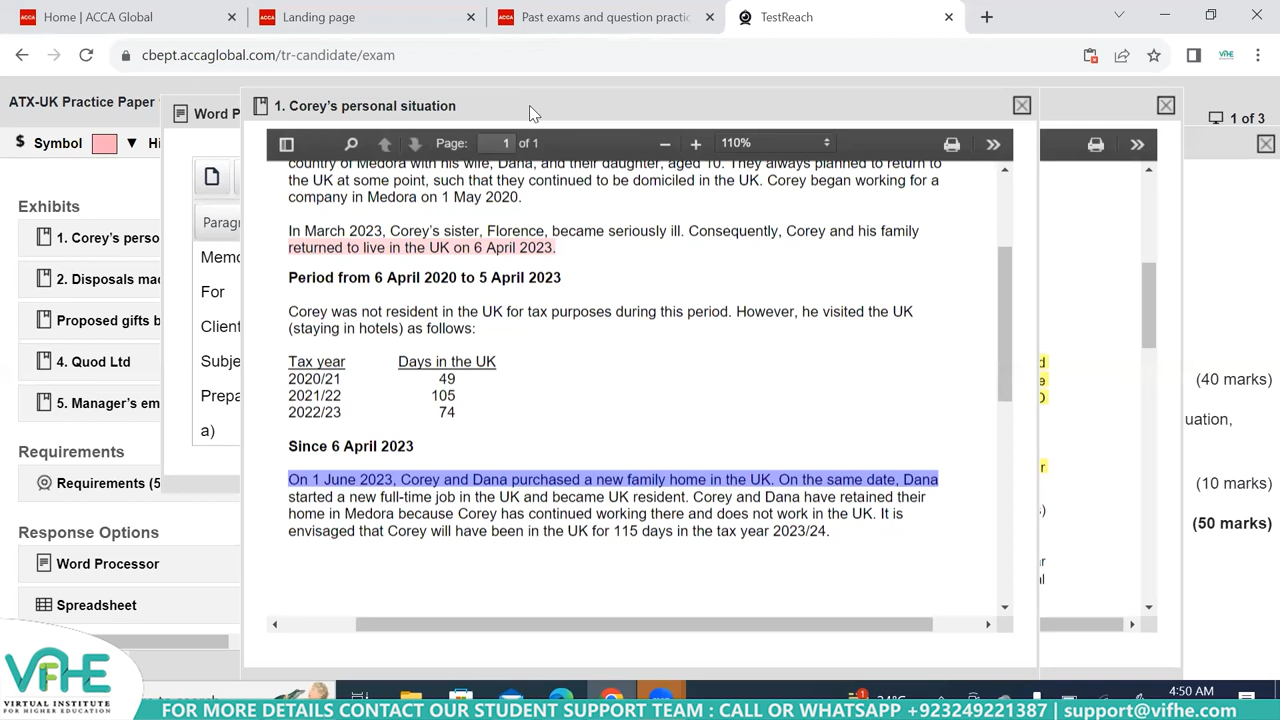 Home | ACCA Global
Landing page
Past exams and question practic
TestReach
cbept.accaglobal.com/tr-candidate/exam
ATX-UK Practice Paper
Word P
1. Corey's personal situation
1 of 3
Symbol
Hi
Page: 1 of 1
110%
Exhibits
1. Corey's perso
2. Disposals mad
Proposed gifts b
4. Quod Ltd
5. Manager's em
Requirements
Requirements (5
Response Options
Word Processor
Spreadsheet
Paragr
Memo
For
Client
Subje
Prepa
a)
country of Medora with his wife, Dana, and their daughter, aged 10. They always planned to return to
the UK at some point, such that they continued to be domiciled in the UK. Corey began working for a
company in Medora on 1 May 2020.
In March 2023, Corey's sister, Florence, became seriously ill. Consequently, Corey and his family
returned to live in the UK on 6 April 2023.
Period from 6 April 2020 to 5 April 2023
Corey was not resident in the UK for tax purposes during this period. However, he visited the UK
(staying in hotels) as follows:
Tax year Days in the UK
2020/21 49
2021/22 105
2022/23 74
Since 6 April 2023
On 1 June 2023, Corey and Dana purchased a new family home in the UK. On the same date, Dana
started a new full-time job in the UK and became UK resident. Corey and Dana have retained their
home in Medora because Corey has continued working there and does not work in the UK. It is
envisaged that Corey will have been in the UK for 115 days in the tax year 2023/24.
(40 marks)
uation,
(10 marks)
(50 marks)
4:50 AM
VFHE
VIRTUAL INSTITUTE
FOR HIGHER EDUCATION
FOR MORE DETAILS CONTACT OUR STUDENT SUPPORT TEAM : CALL OR WHATSAPP +923249221387 | support@vifhe.com